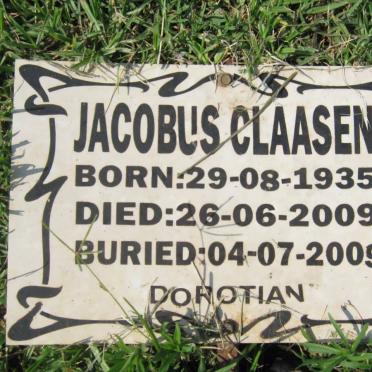 JACOBUS CLAASEN
BORN:29-08-1935
DIED:26-06-2009
BURIED:04-07-2009
DOROTIAN